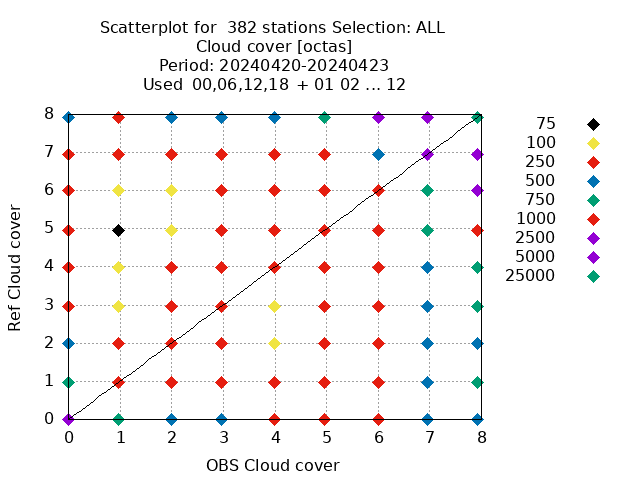 Scatterplot for 382 stations Selection: ALL
Cloud cover [octas]
Period: 20240420-20240423
Used 00,06,12,18 + 01 02 ... 12
8
7
6
5
4
3
2
1
0
0 1 2 3 4 5 6 7 8
Ref Cloud cover
OBS Cloud cover
75
100
250
500
750
1000
2500
5000
25000